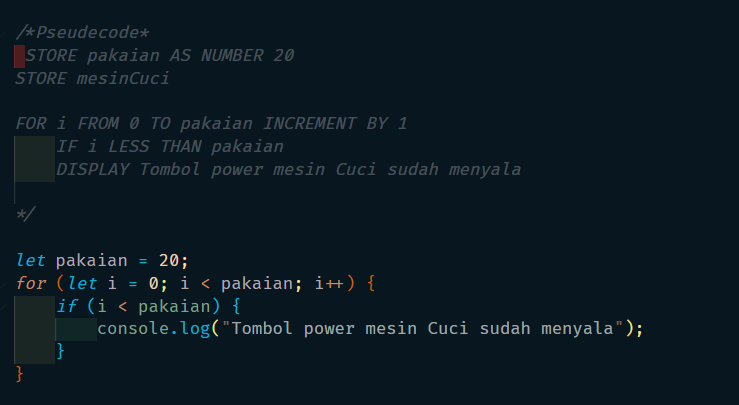 /*Pseudecode*
STORE pakaian AS NUMBER 20
STORE mesinCuci
FOR i FROM 0 TO pakaian INCREMENT BY 1
IF i LESS THAN pakaian
DISPLAY Tombol power mesin Cuci sudah menyala
*/
let pakaian = 20;
for (let i = 0; i < pakaian; i++) {
if (i < pakaian) {
console.log("Tombol power mesin Cuci sudah menyala");
}
}